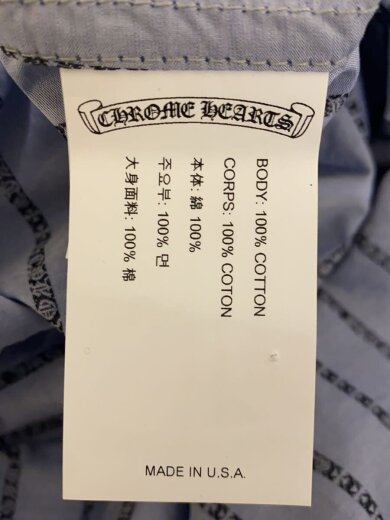 CHROME HEARTS
BODY: 100% COTTON
CORPS: 100% COTON
本体: 綿 100%
주요부: 100% 면
大身面料: 100% 棉
MADE IN U.S.A.